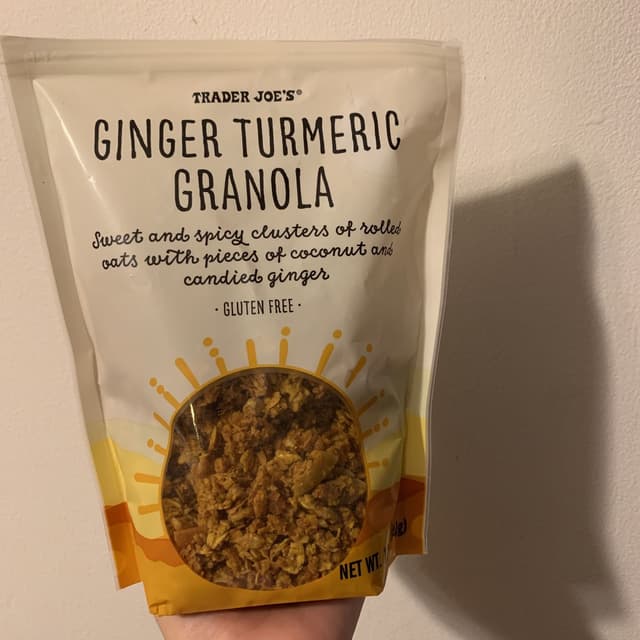 TRADER JOE'S®
GINGER TURMERIC
GRANOLA
Sweet and spicy clusters of rolled
oats with pieces of coconut and
candied ginger
· GLUTEN FREE ·
NET WT.